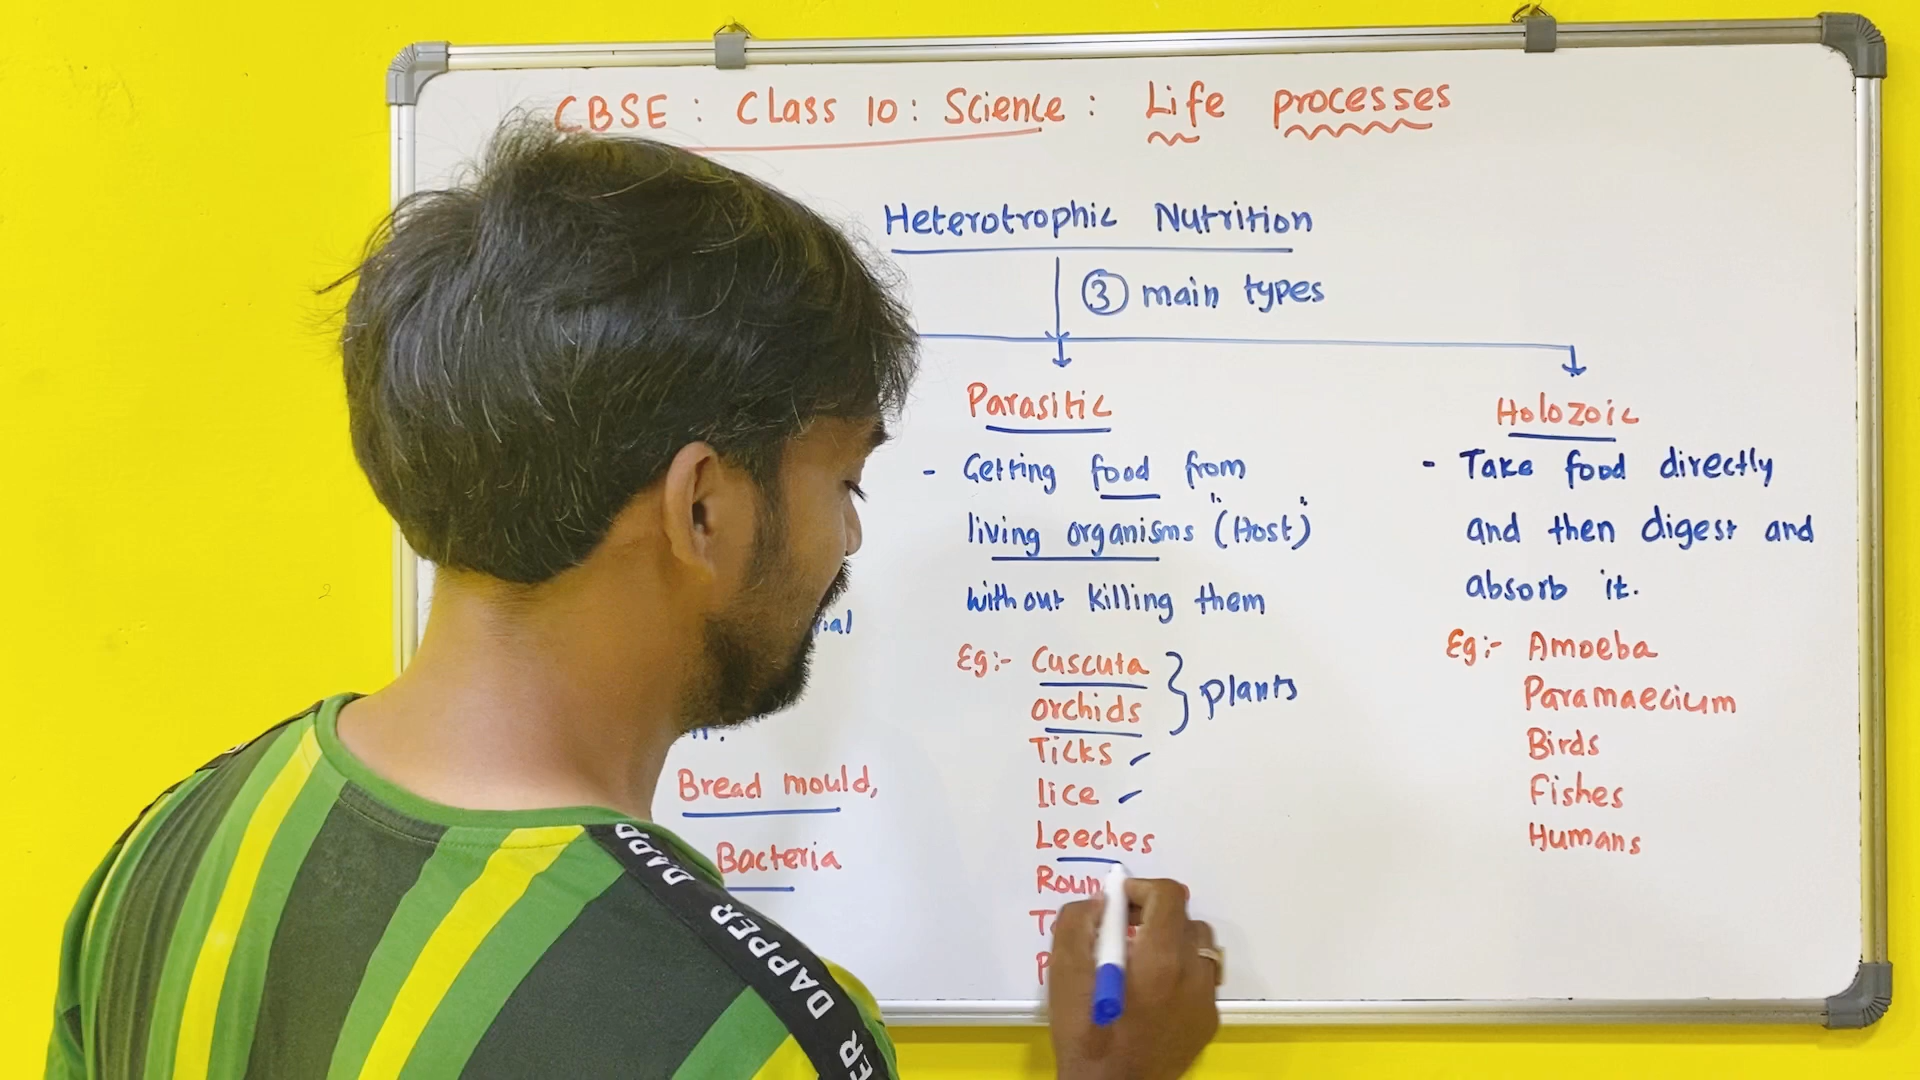 CBSE : Class 10 : Science : Life processes
Heterotrophic Nutrition
3 main types
Bread mould,
Bacteria
Parasitic
- Getting food from
living organisms ("Host")
without killing them
Eg:- Cuscuta
orchids
} plants
Ticks
lice
Leeches
Holozoic
- Take food directly
and then digest and
absorb it.
Eg:- Amoeba
Paramaecium
Birds
Fishes
Humans
DAPPER DAPPER